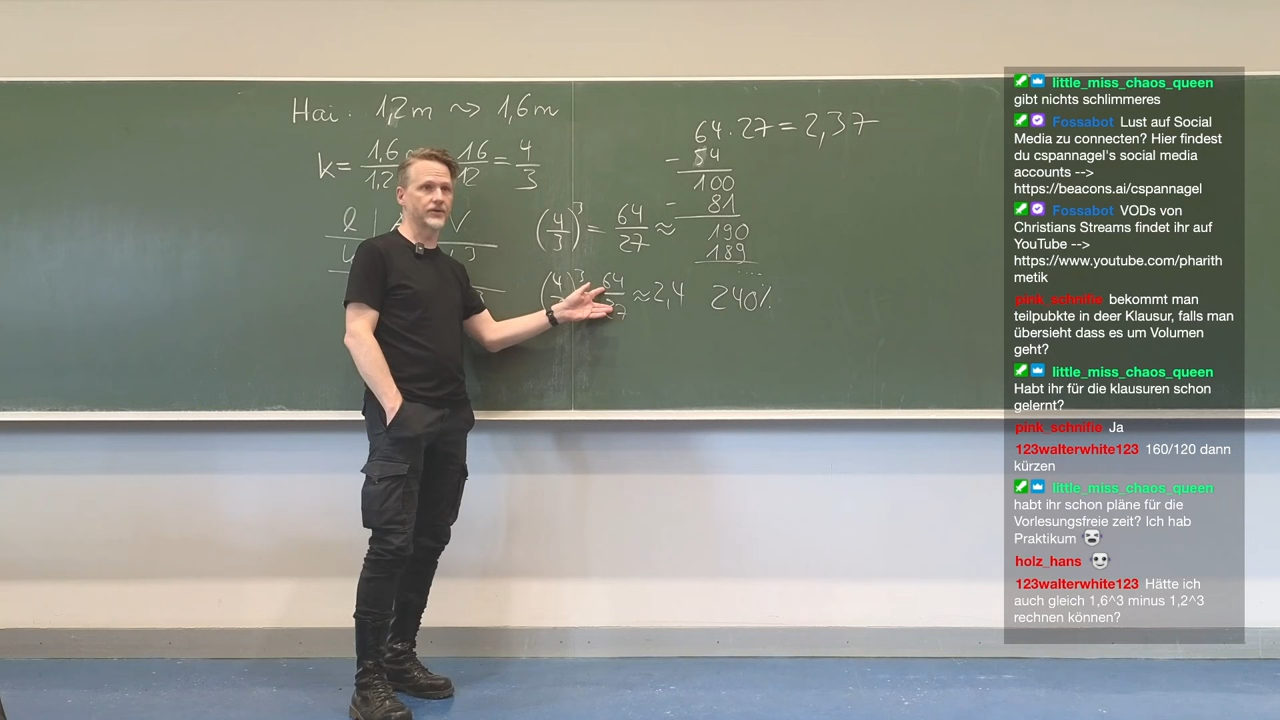 Hai: 1,2m ⤳ 1,6m
k = 1,6 / 1,2 16/12 = 4/3
l | V
(4/3)³ = 64/27 ≈
64 · 27 = 2,37
- 54
100
- 81
190
189
....
(4/ )³ 64/27 ≈ 2,4 240%
little_miss_chaos_queen
gibt nichts schlimmeres
Fossabot Lust auf Social
Media zu connecten? Hier findest
du cspannagel's social media
accounts -->
https://beacons.ai/cspannagel
Fossabot VODs von
Christians Streams findet ihr auf
YouTube -->
https://www.youtube.com/pharith
metik
pink_schnifie bekommt man
teilpubkte in deer Klausur, falls man
übersieht dass es um Volumen
geht?
little_miss_chaos_queen
Habt ihr für die klausuren schon
gelernt?
pink_schnifie Ja
123walterwhite123 160/120 dann
kürzen
little_miss_chaos_queen
habt ihr schon pläne für die
Vorlesungsfreie zeit? Ich hab
Praktikum
holz_hans
123walterwhite123 Hätte ich
auch gleich 1,6^3 minus 1,2^3
rechnen können?